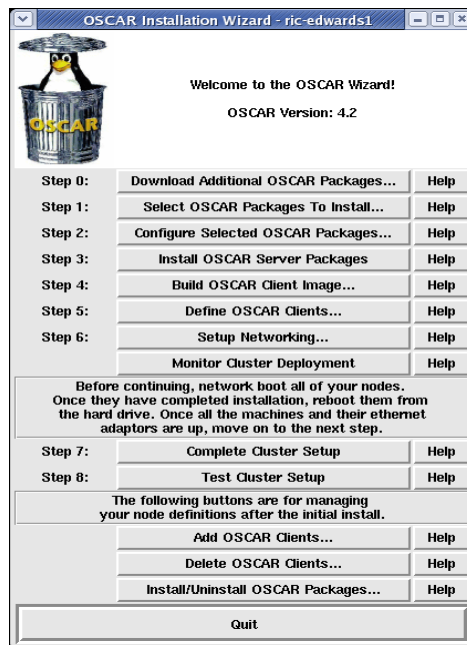 OSCAR Installation Wizard - ric-edwards1
OSCAR
Welcome to the OSCAR Wizard!
OSCAR Version: 4.2
Step 0: Download Additional OSCAR Packages... Help
Step 1: Select OSCAR Packages To Install... Help
Step 2: Configure Selected OSCAR Packages... Help
Step 3: Install OSCAR Server Packages Help
Step 4: Build OSCAR Client Image... Help
Step 5: Define OSCAR Clients... Help
Step 6: Setup Networking... Help
Monitor Cluster Deployment Help
Before continuing, network boot all of your nodes.
Once they have completed installation, reboot them from
the hard drive. Once all the machines and their ethernet
adaptors are up, move on to the next step.
Step 7: Complete Cluster Setup Help
Step 8: Test Cluster Setup Help
The following buttons are for managing
your node definitions after the initial install.
Add OSCAR Clients... Help
Delete OSCAR Clients... Help
Install/Uninstall OSCAR Packages... Help
Quit